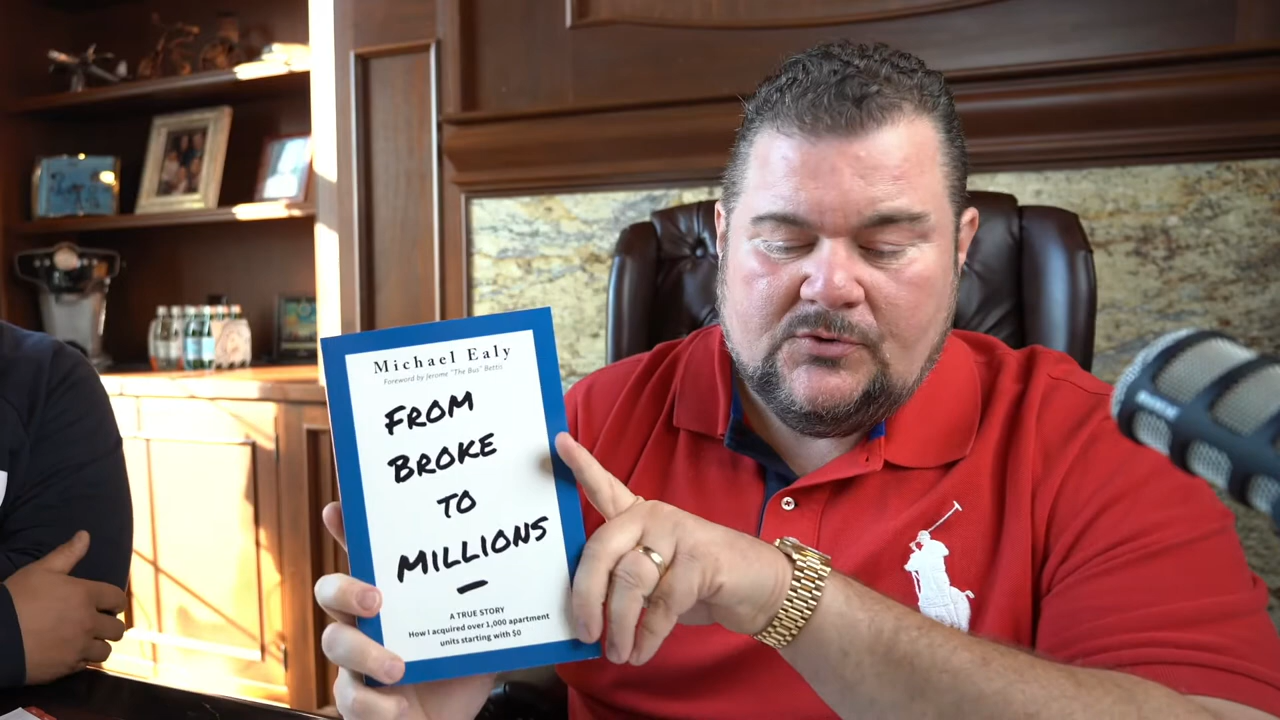 Michael Ealy
Foreword by Jerome "The Bus" Bettis
FROM
BROKE
TO
MILLIONS
A TRUE STORY
How I acquired over 1,000 apartment
units starting with $0